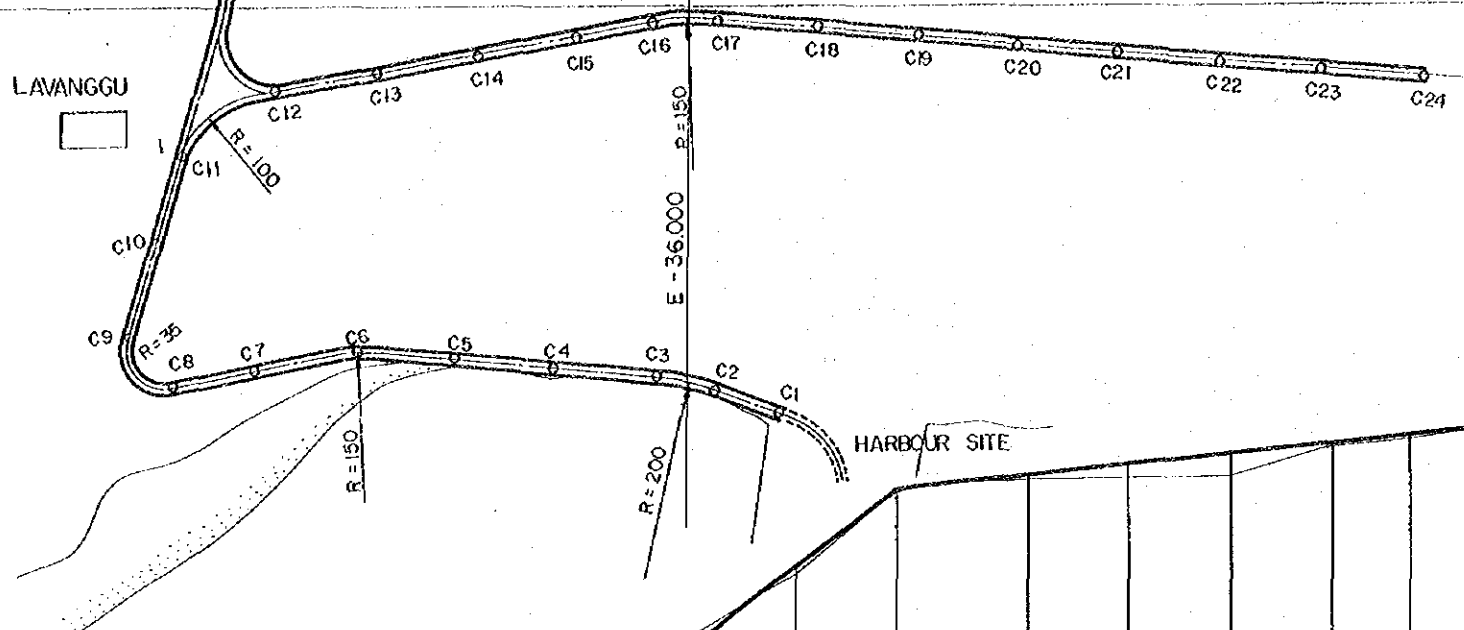 LAVANGGU
1
C11
C12
C13
C14
C15
C16
C17
C18
C19
C20
C21
C22
C23
C24
R=100
R=150
E-36.000
C10
C9
R=35
C8
C7
C6
C5
C4
C3
C2
C1
R=150
R=200
HARBOUR SITE